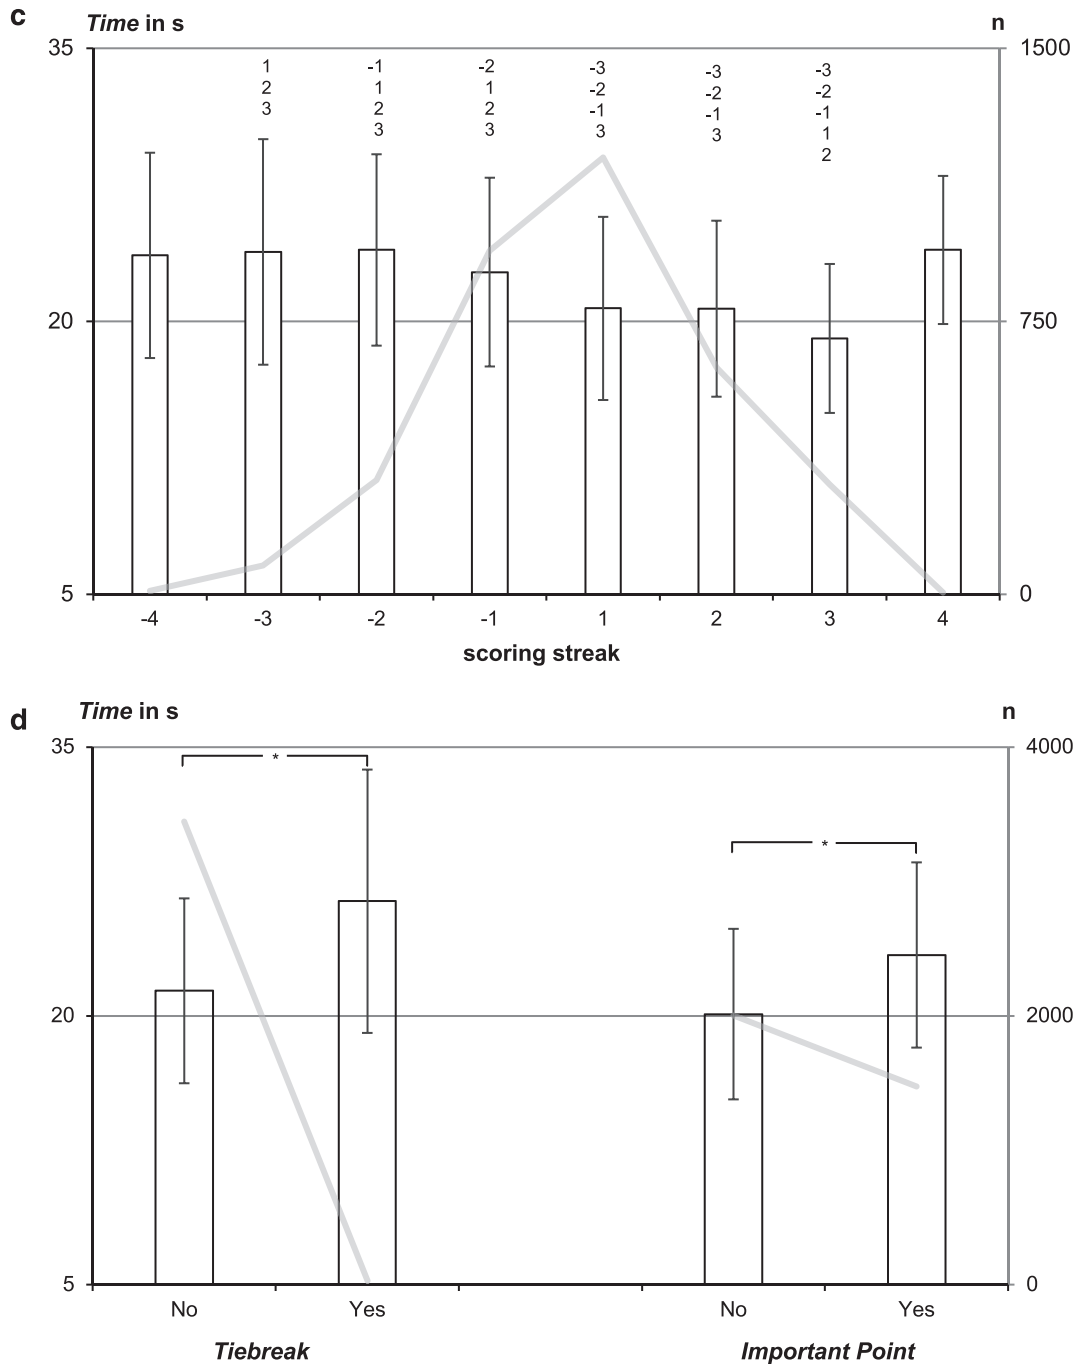 c
Time in s
n
35
1500
1 -1 -2 -3 -3 -3
2 1 1 -2 -2 -2
3 2 2 -1 -1 -1
3 3 3 3 1
2
20
750
5
0
-4 -3 -2 -1 1 2 3 4
scoring streak
d
Time in s
n
35
4000
*
*
20
2000
5
0
No Yes No Yes
Tiebreak Important Point